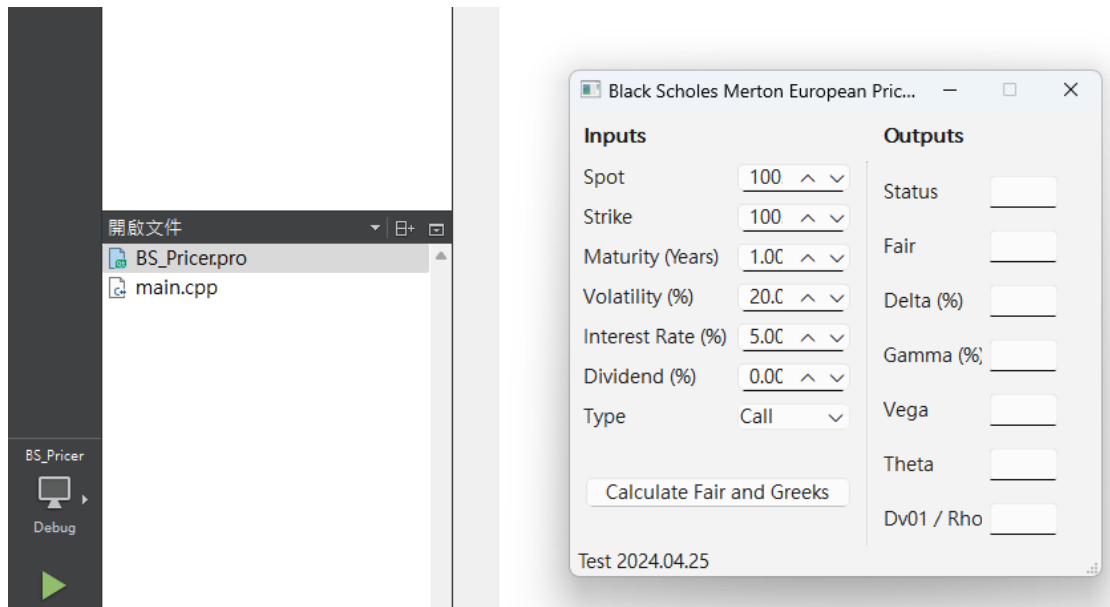 開啟文件
BS_Pricer.pro
main.cpp
BS_Pricer
Debug
Black Scholes Merton European Pric...
Inputs
Spot 100
Strike 100
Maturity (Years) 1.00
Volatility (%) 20.0
Interest Rate (%) 5.00
Dividend (%) 0.00
Type Call
Calculate Fair and Greeks
Test 2024.04.25
Outputs
Status
Fair
Delta (%)
Gamma (%)
Vega
Theta
Dv01 / Rho